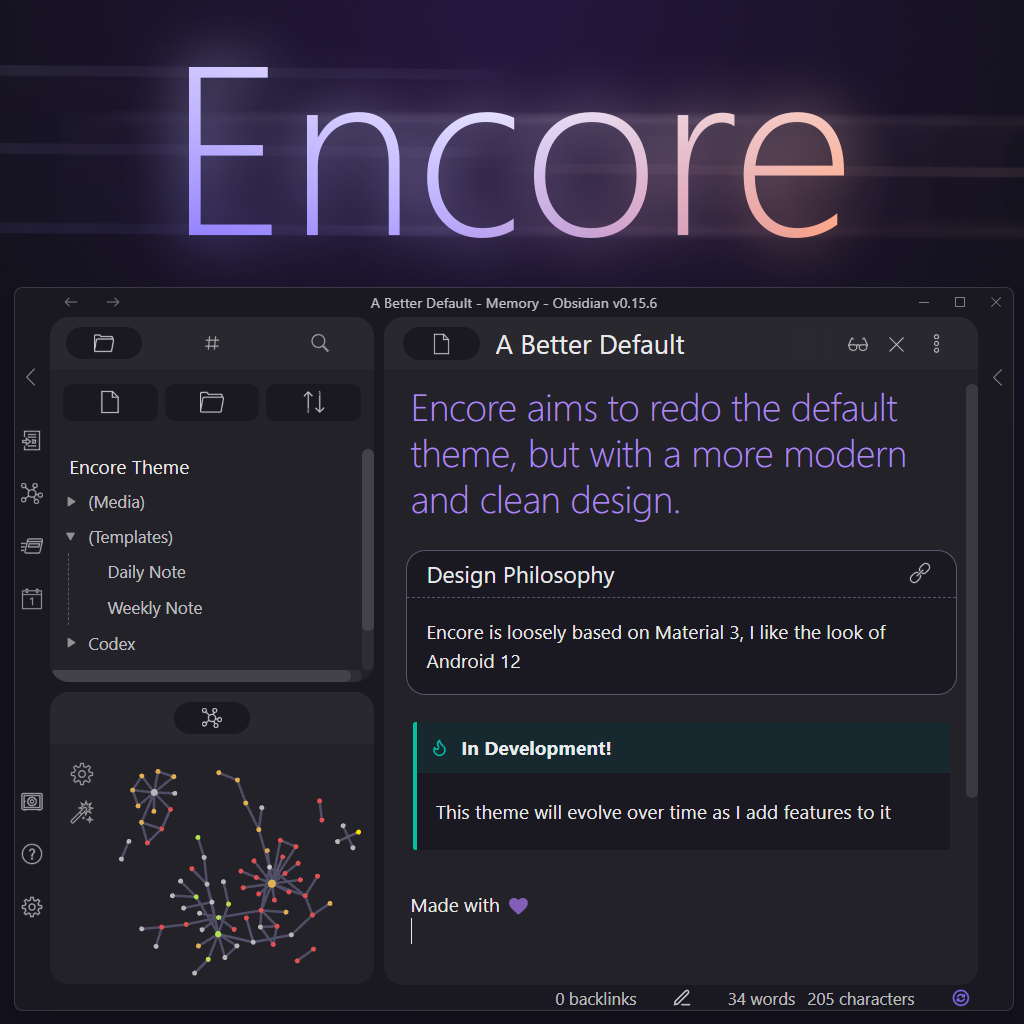 Encore
A Better Default - Memory - Obsidian v0.15.6
#
A Better Default
Encore aims to redo the default
theme, but with a more modern
and clean design.
Encore Theme
(Media)
(Templates)
Daily Note
Weekly Note
Codex
1
Design Philosophy
Encore is loosely based on Material 3, I like the look of
Android 12
In Development!
This theme will evolve over time as I add features to it
Made with 💜
?
0 backlinks
34 words
205 characters